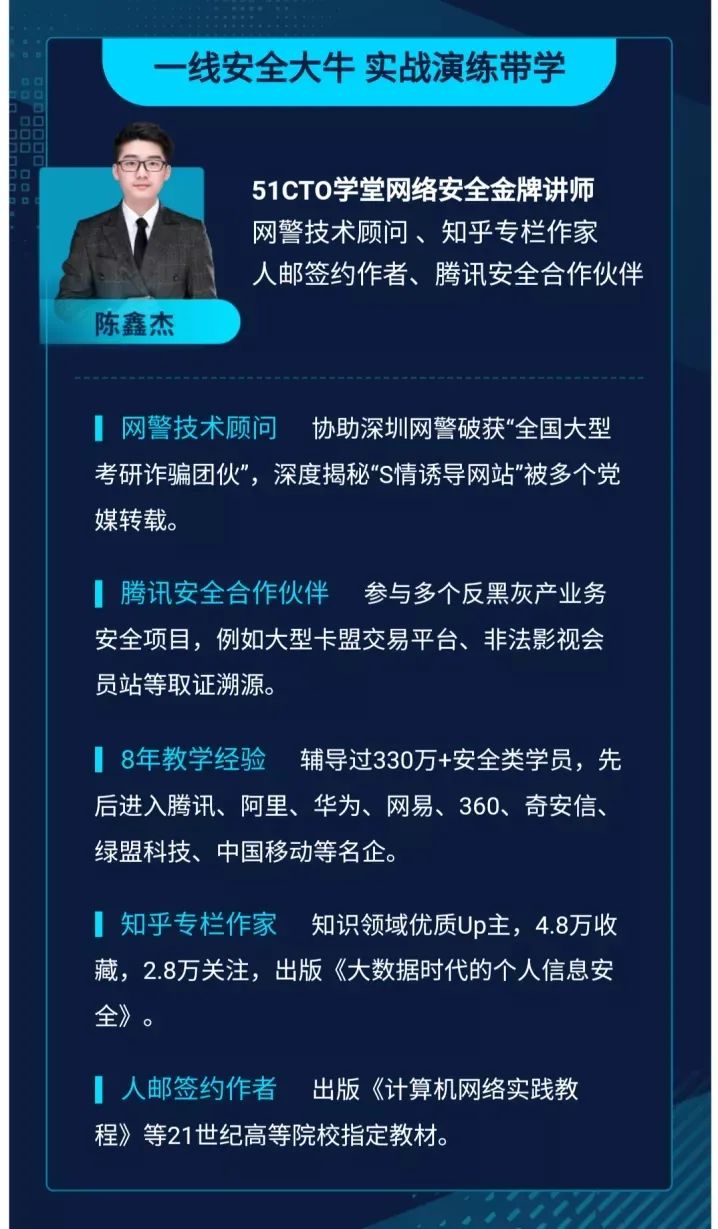 一线安全大牛 实战演练带学
51CTO学堂网络安全金牌讲师
网警技术顾问 、知乎专栏作家
人邮签约作者、腾讯安全合作伙伴
陈鑫杰
网警技术顾问 协助深圳网警破获“全国大型
考研诈骗团伙”，深度揭秘“S情诱导网站”被多个党
媒转载。
腾讯安全合作伙伴 参与多个反黑灰产业务
安全项目，例如大型卡盟交易平台、非法影视会
员站等取证溯源。
8年教学经验 辅导过330万+安全类学员，先
后进入腾讯、阿里、华为、网易、360、奇安信、
绿盟科技、中国移动等名企。
知乎专栏作家 知识领域优质Up主，4.8万收
藏，2.8万关注，出版《大数据时代的个人信息安
全》。
人邮签约作者 出版《计算机网络实践教
程》等21世纪高等院校指定教材。